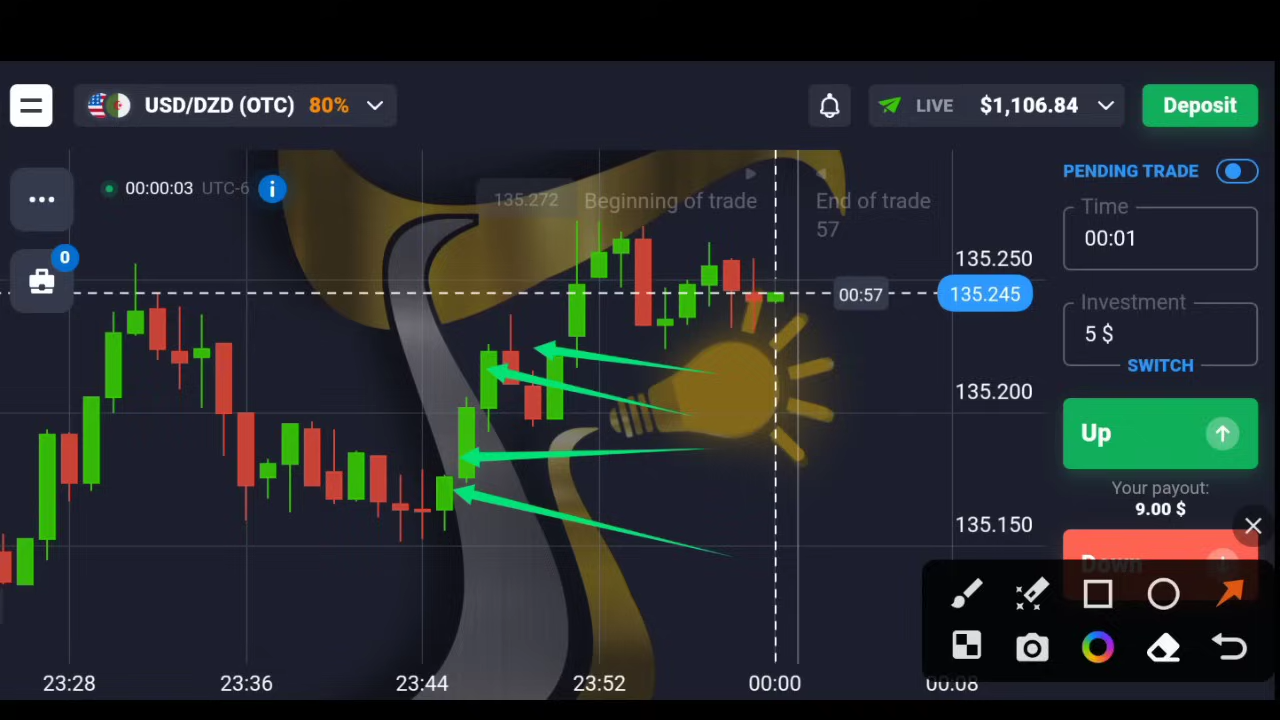 USD/DZD (OTC) 80%
LIVE $1,106.84
Deposit
00:00:03 UTC-6
i
135.272 Beginning of trade
End of trade
57
PENDING TRADE
Time
00:01
0
135.250
00:57
135.245
Investment
5 $
SWITCH
135.200
Up
Your payout:
9.00 $
135.150
Down
23:28 23:36 23:44 23:52 00:00 00:08